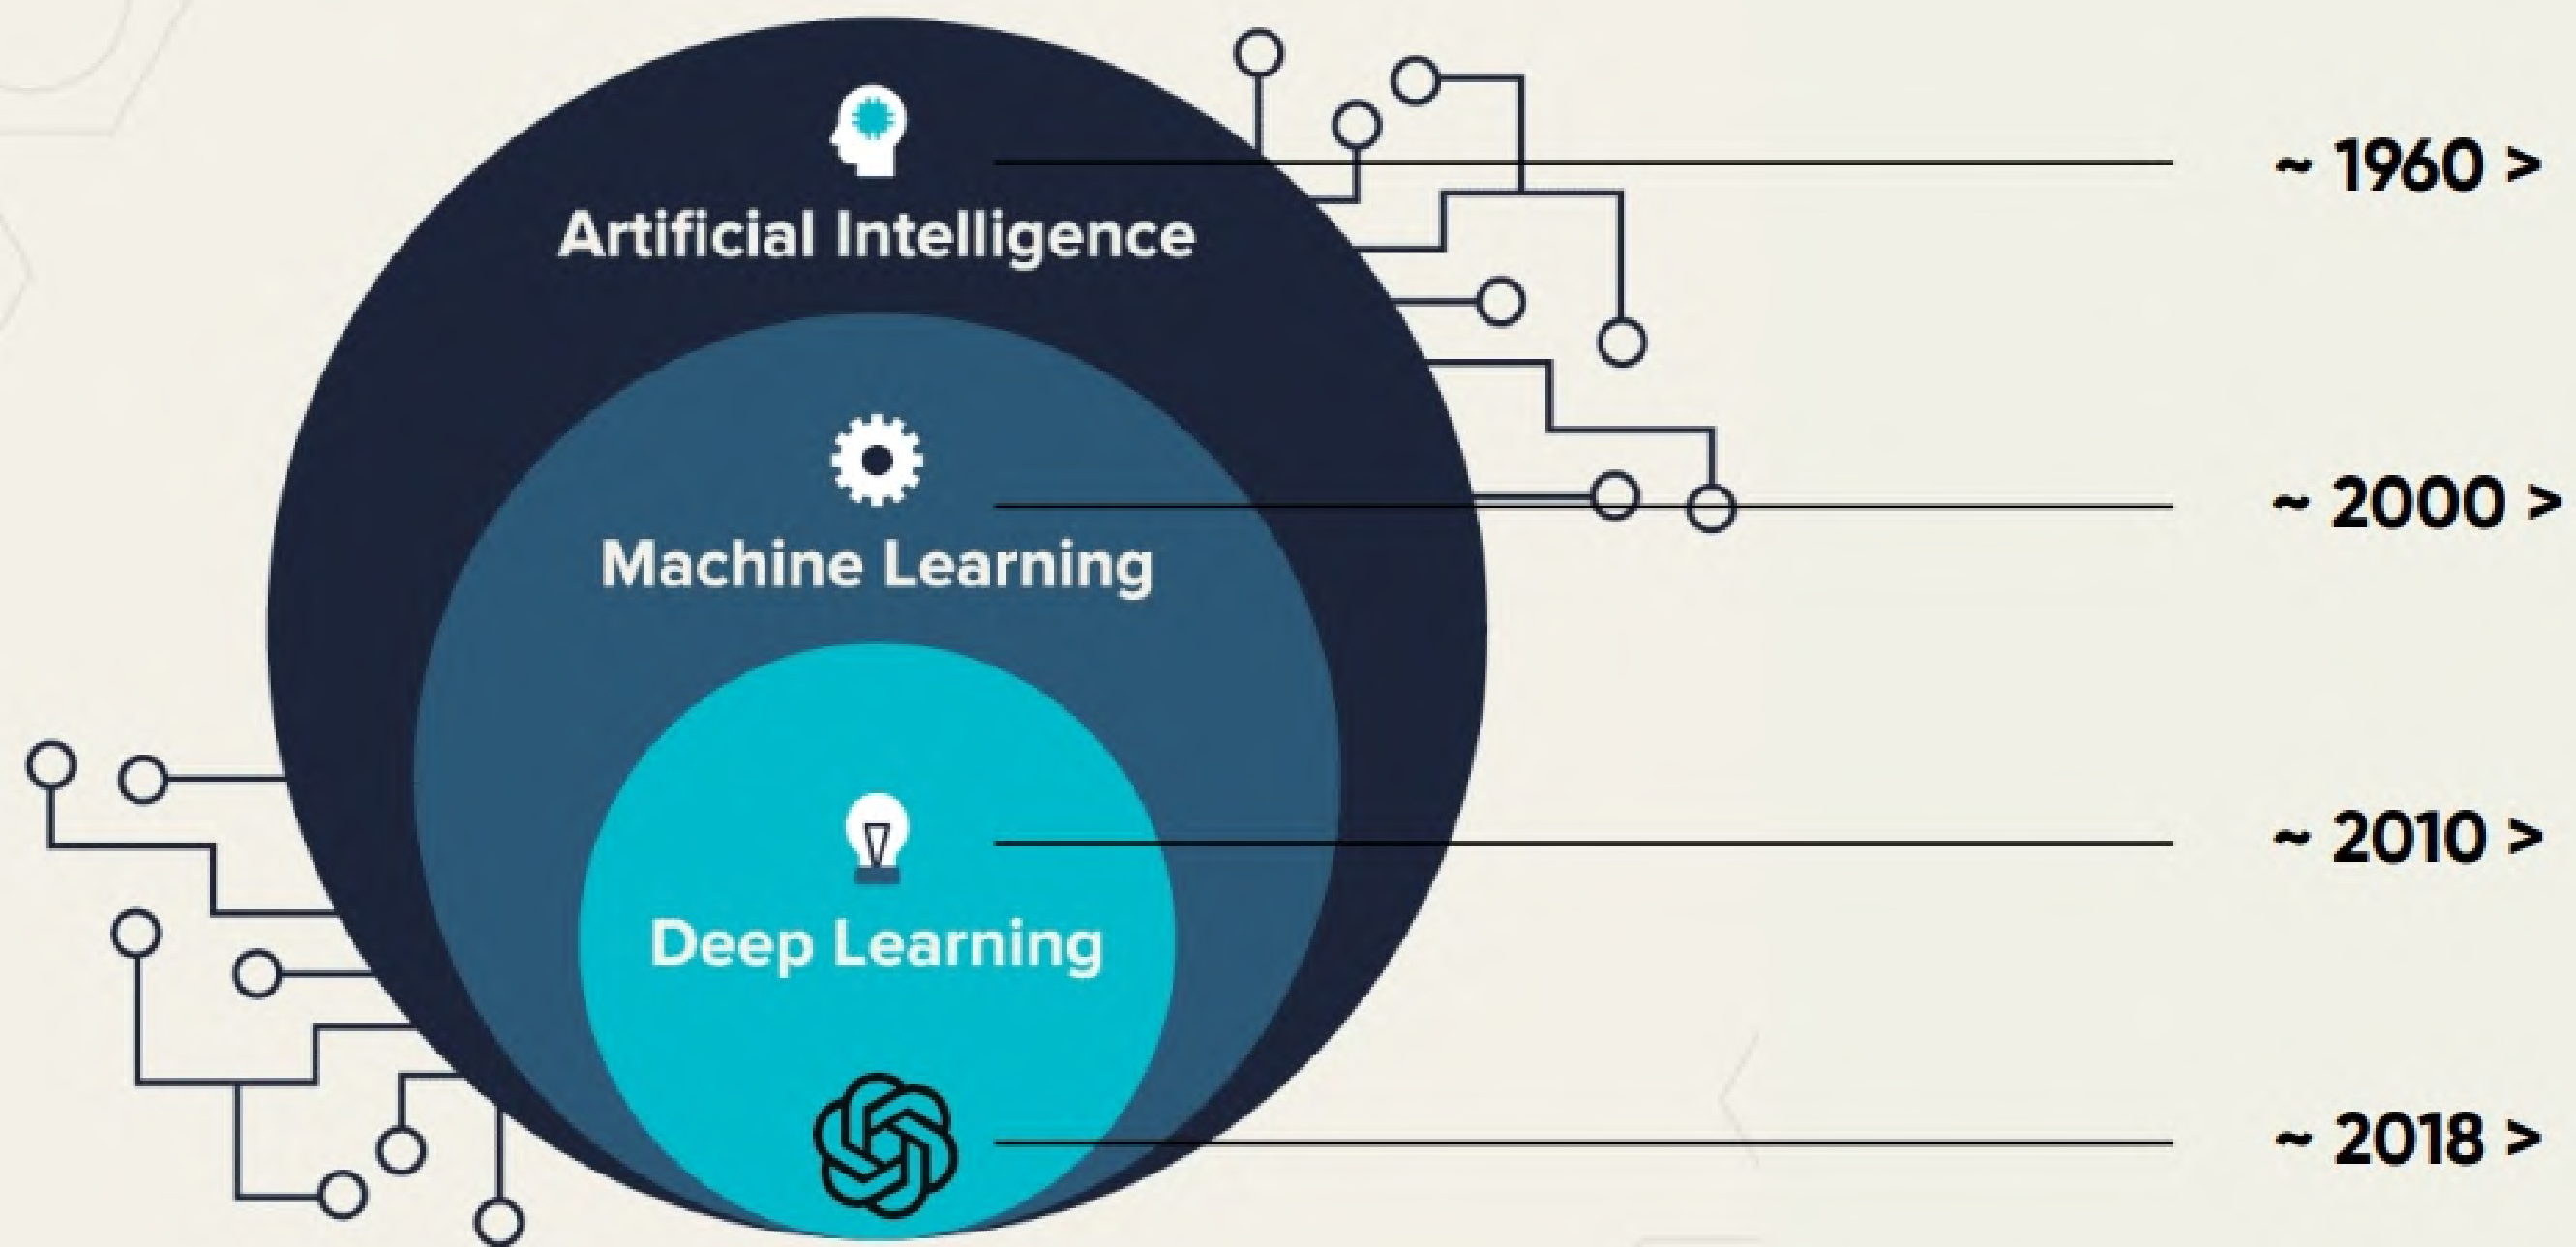 Artificial Intelligence
~ 1960 >
Machine Learning
~ 2000 >
Deep Learning
~ 2010 >
~ 2018 >